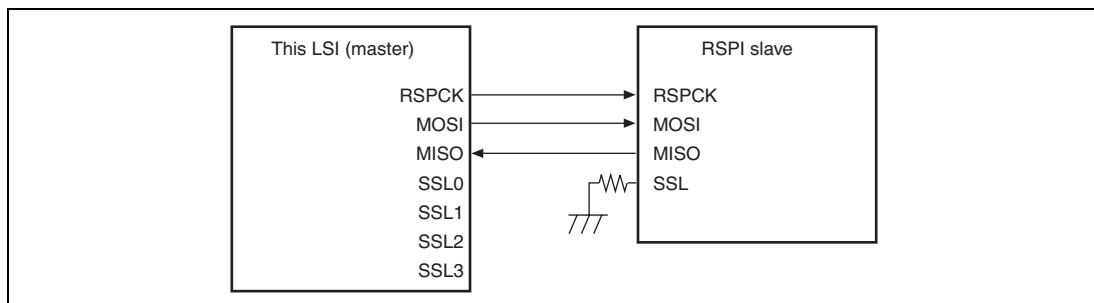 This LSI (master)
RSPCK
MOSI
MISO
SSL0
SSL1
SSL2
SSL3
RSPI slave
RSPCK
MOSI
MISO
SSL